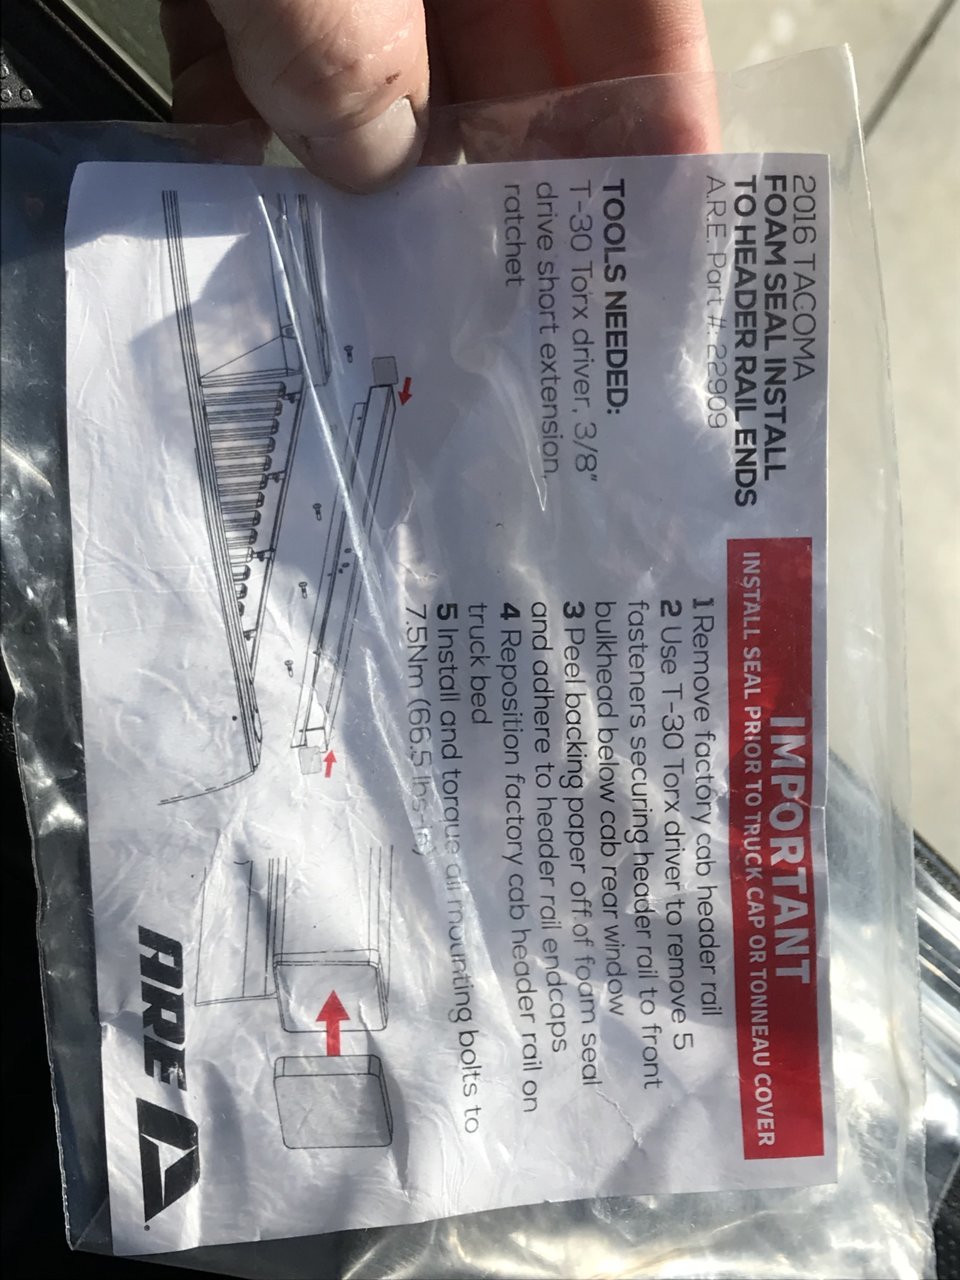 2016 TACOMA
FOAM SEAL INSTALL
TO HEADER RAIL ENDS
A.R.E. Part #: 22909
TOOLS NEEDED:
T-30 Torx driver, 3/8"
drive short extension,
ratchet
IMPORTANT
INSTALL SEAL PRIOR TO TRUCK CAP OR TONNEAU COVER
1 Remove factory cab header rail
2 Use T-30 Torx driver to remove 5
fasteners securing header rail to front
bulkhead below cab rear window
3 Peel backing paper off of foam seal
and adhere to header rail endcaps
4 Reposition factory cab header rail on
truck bed
5 Install and torque all mounting bolts to
7.5Nm (66.5 lbs-in)
ARE